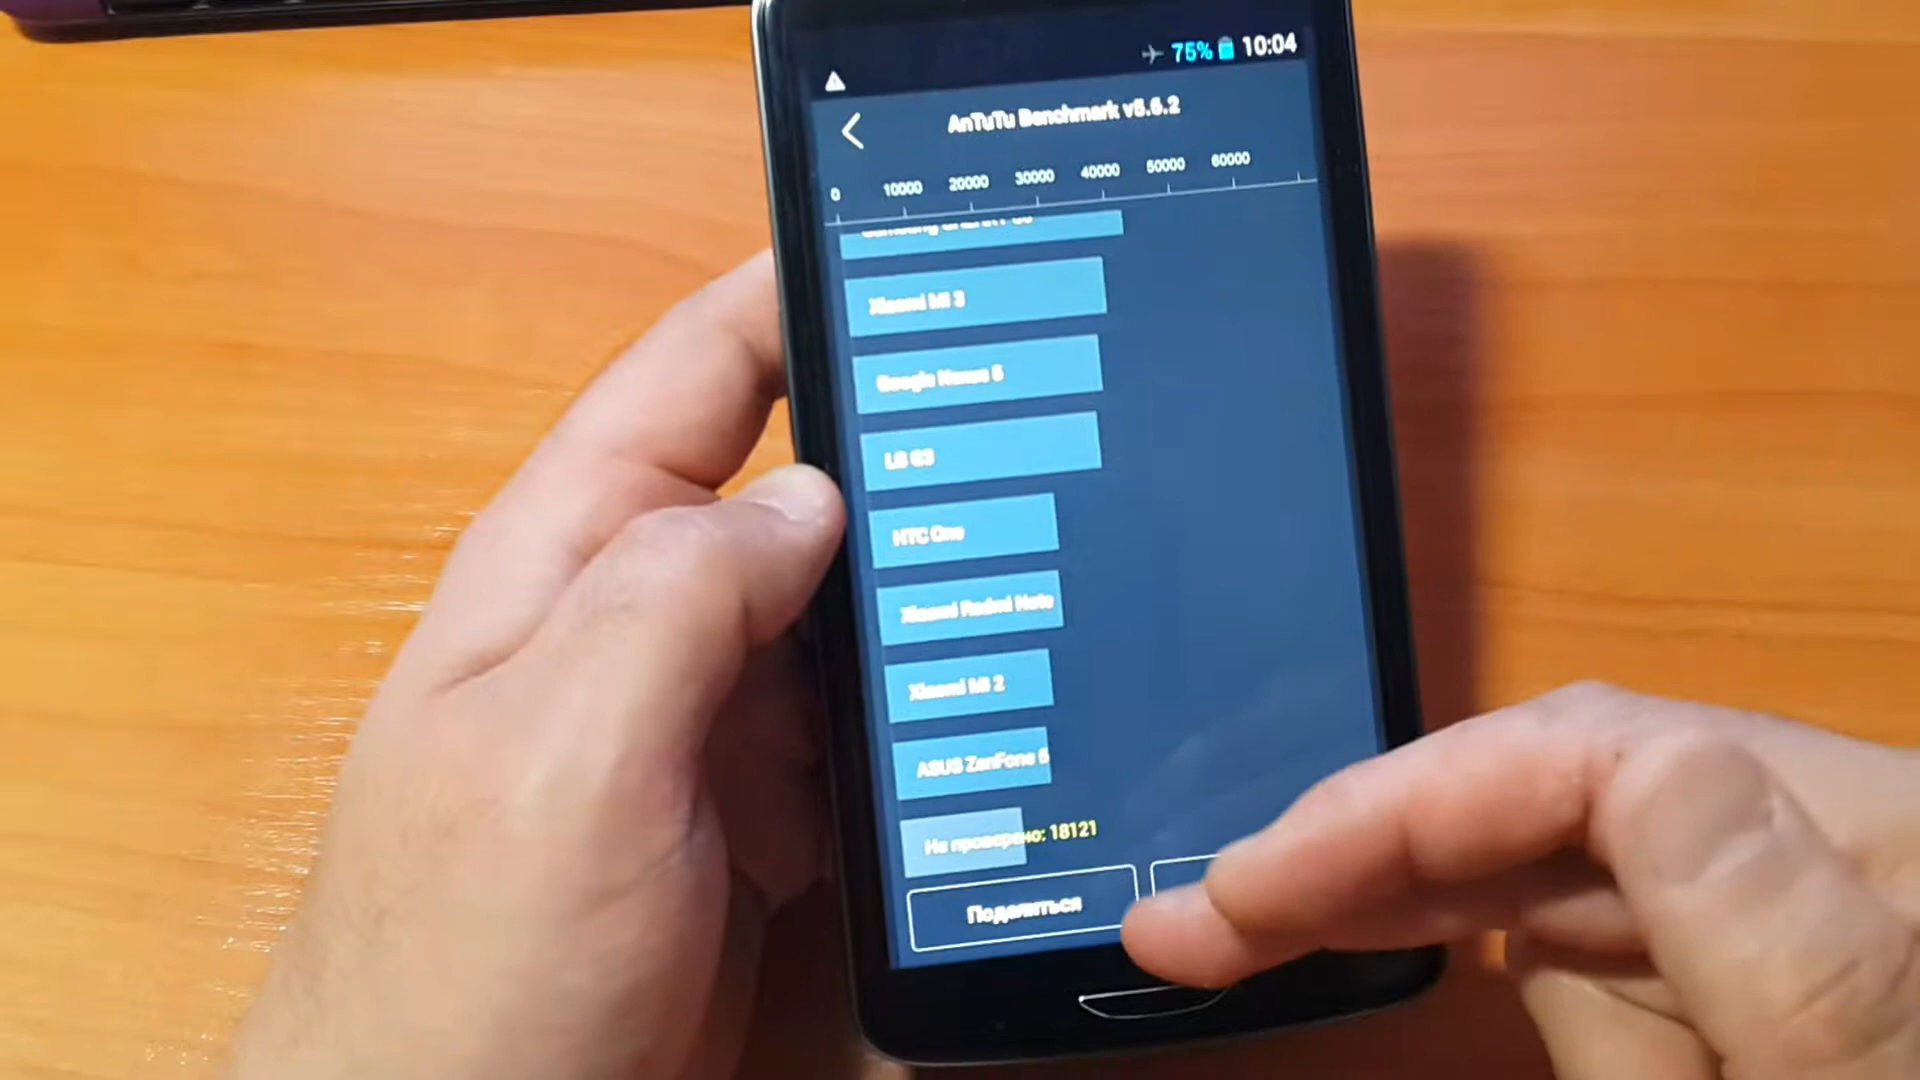 75% 10:04
AnTuTu Benchmark v5.6.2
0 10000 20000 30000 40000 50000 60000
Xiaomi MI 3
Google Nexus 5
LG G3
HTC One
Xiaomi Redmi Note
Xiaomi MI 2
ASUS ZenFone 5
Не проверено: 18121
Поделиться